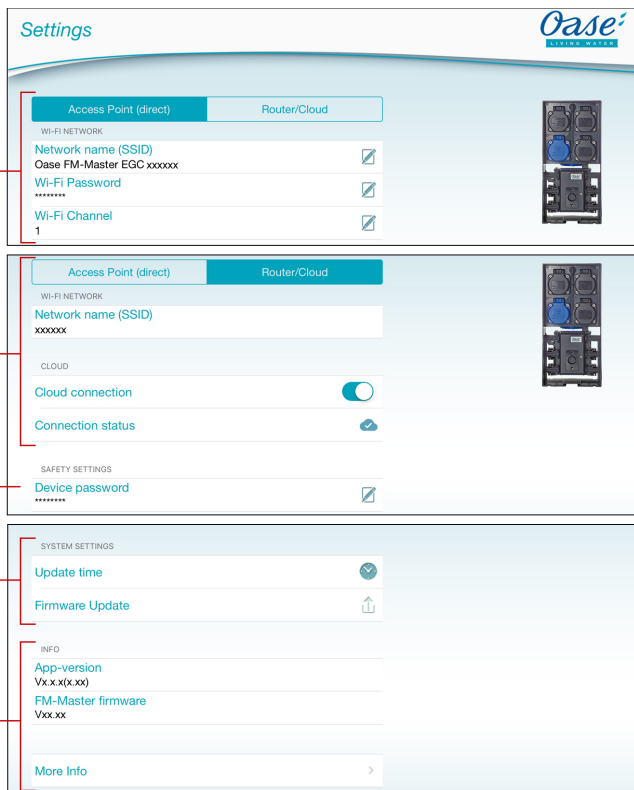 Settings
Oase
LIVING WATER
Access Point (direct) Router/Cloud
WI-FI NETWORK
Network name (SSID)
Oase FM-Master EGC xxxxxx
Wi-Fi Password
********
Wi-Fi Channel
1
Access Point (direct) Router/Cloud
WI-FI NETWORK
Network name (SSID)
xxxxxx
CLOUD
Cloud connection
Connection status
SAFETY SETTINGS
Device password
********
SYSTEM SETTINGS
Update time
Firmware Update
INFO
App-version
Vx.x.x(x.xx)
FM-Master firmware
Vxx.xx
More Info